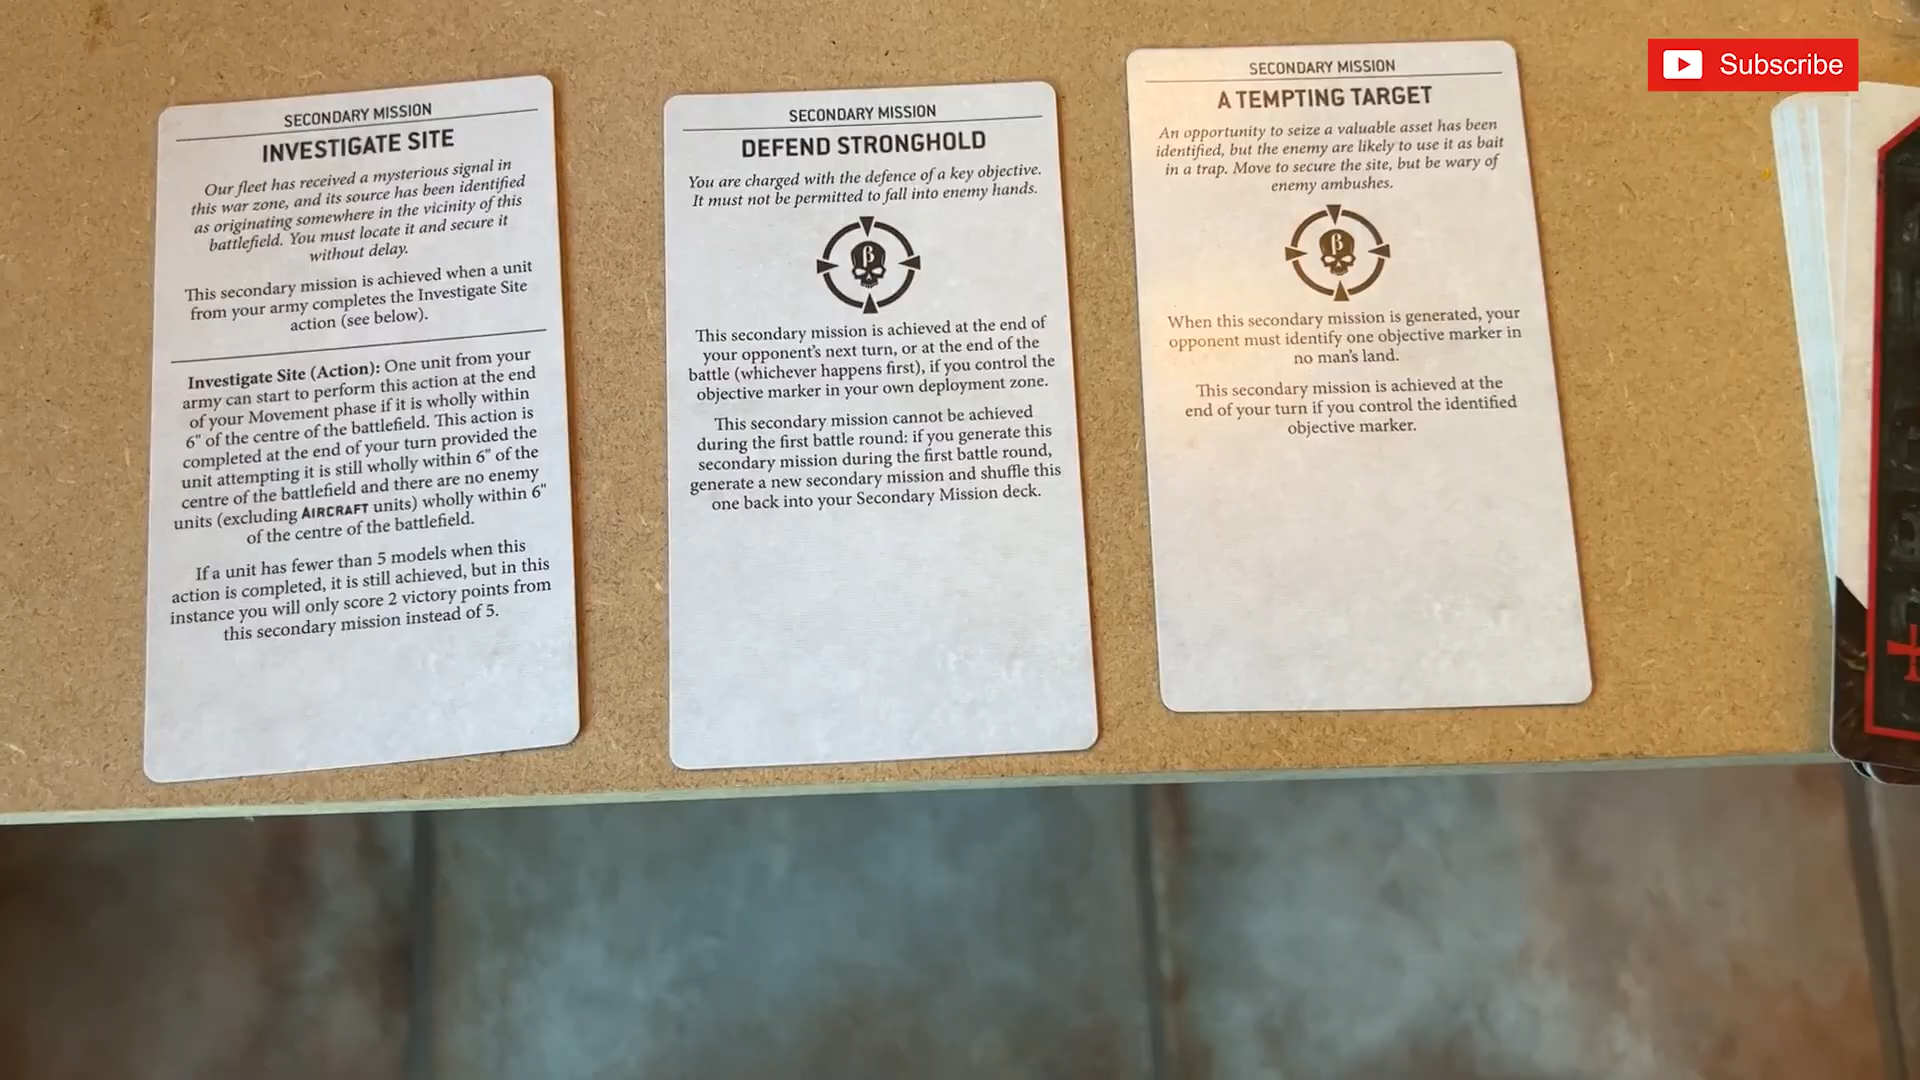 SECONDARY MISSION
INVESTIGATE SITE
Our fleet has received a mysterious signal in
this war zone, and its source has been identified
as originating somewhere in the vicinity of this
battlefield. You must locate it and secure it
without delay.
This secondary mission is achieved when a unit
from your army completes the Investigate Site
action (see below).
Investigate Site (Action): One unit from your
army can start to perform this action at the end
of your Movement phase if it is wholly within
6" of the centre of the battlefield. This action is
completed at the end of your turn provided the
unit attempting it is still wholly within 6" of the
centre of the battlefield and there are no enemy
units (excluding AIRCRAFT units) wholly within 6"
of the centre of the battlefield.
If a unit has fewer than 5 models when this
action is completed, it is still achieved, but in this
instance you will only score 2 victory points from
this secondary mission instead of 5.
SECONDARY MISSION
DEFEND STRONGHOLD
You are charged with the defence of a key objective.
It must not be permitted to fall into enemy hands.
β
This secondary mission is achieved at the end of
your opponent's next turn, or at the end of the
battle (whichever happens first), if you control the
objective marker in your own deployment zone.
This secondary mission cannot be achieved
during the first battle round: if you generate this
secondary mission during the first battle round,
generate a new secondary mission and shuffle this
one back into your Secondary Mission deck.
SECONDARY MISSION
A TEMPTING TARGET
An opportunity to seize a valuable asset has been
identified, but the enemy are likely to use it as bait
in a trap. Move to secure the site, but be wary of
enemy ambushes.
β
When this secondary mission is generated, your
opponent must identify one objective marker in
no man's land.
This secondary mission is achieved at the
end of your turn if you control the identified
objective marker.
Subscribe